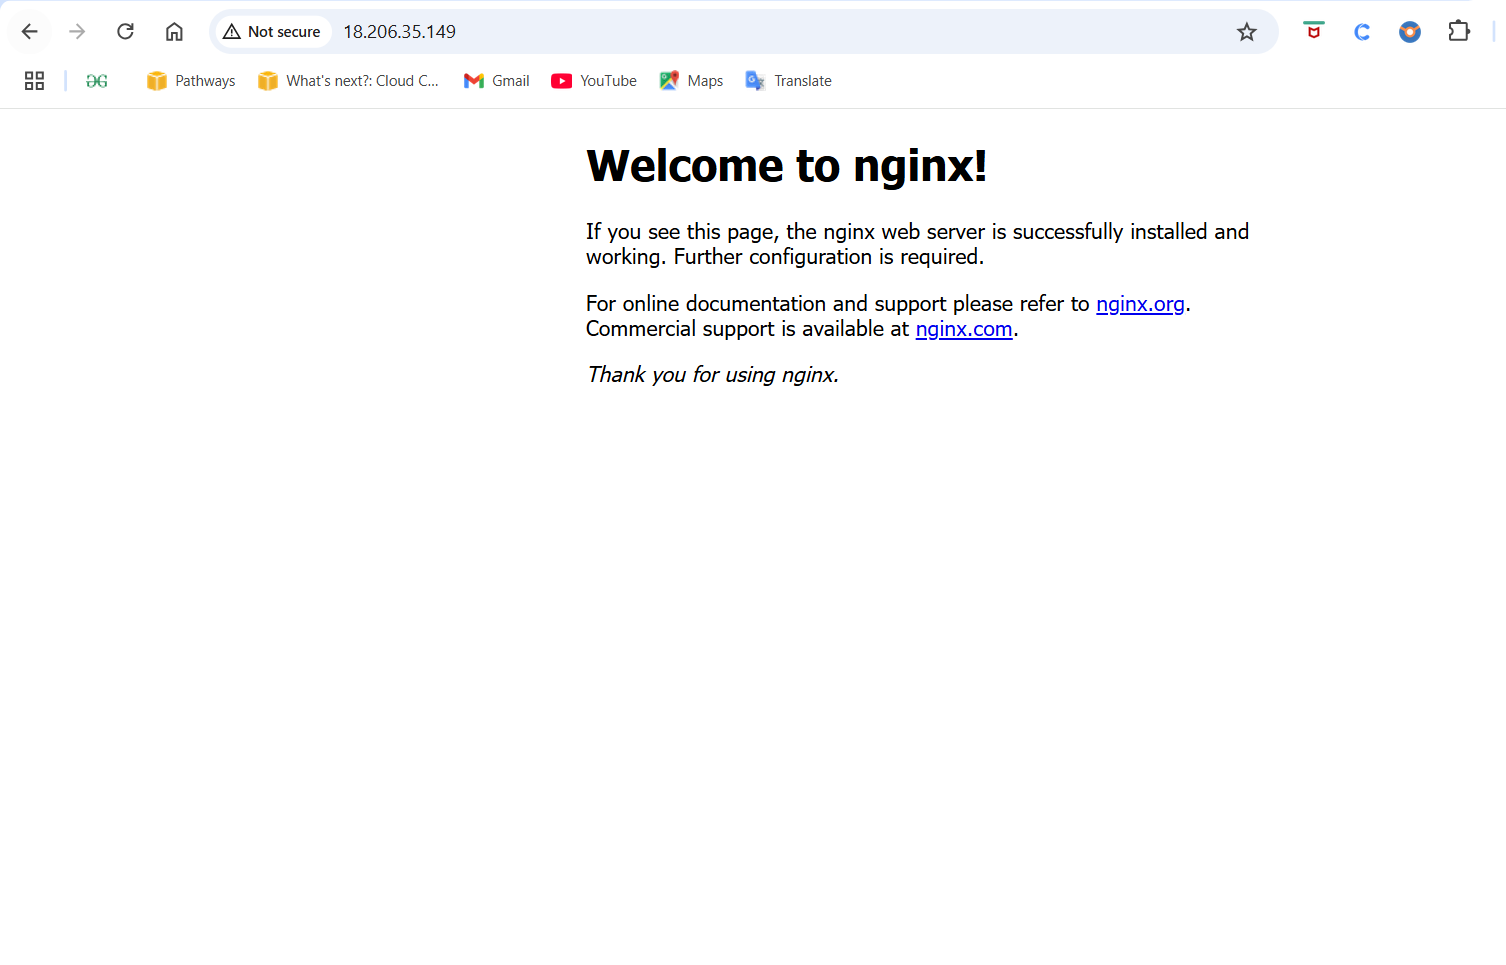 Not secure 18.206.35.149
Pathways What's next?: Cloud C... Gmail YouTube Maps Translate
Welcome to nginx!
If you see this page, the nginx web server is successfully installed and
working. Further configuration is required.
For online documentation and support please refer to nginx.org.
Commercial support is available at nginx.com.
Thank you for using nginx.